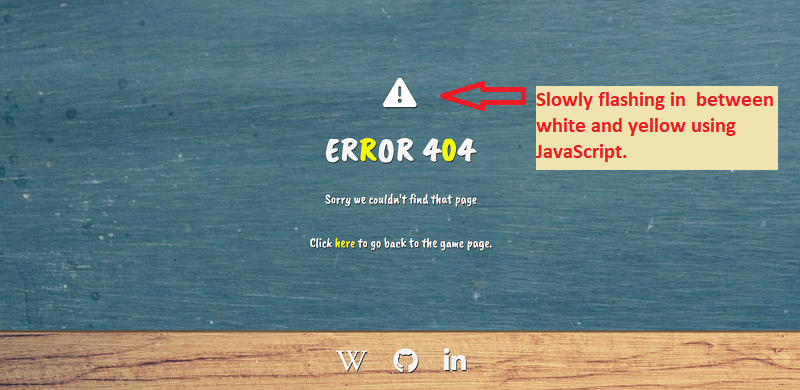 Slowly flashing in  between
white and yellow using
JavaScript.
ERROR 404
Sorry we couldn't find that page
Click here to go back to the game page.
W in